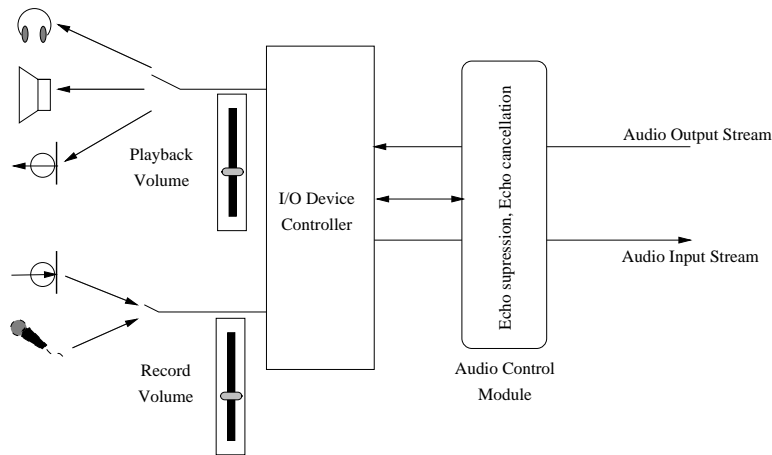 Playback
Volume
I/O Device
Controller
Echo supression, Echo cancellation
Audio Output Stream
Audio Input Stream
Record
Volume
Audio Control
Module